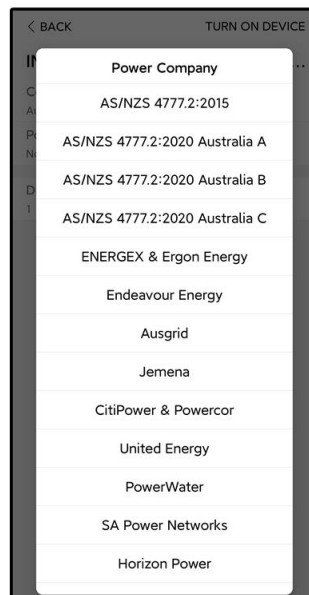 < BACK TURN ON DEVICE
Power Company
AS/NZS 4777.2:2015
AS/NZS 4777.2:2020 Australia A
AS/NZS 4777.2:2020 Australia B
AS/NZS 4777.2:2020 Australia C
ENERGEX & Ergon Energy
Endeavour Energy
Ausgrid
Jemena
CitiPower & Powercor
United Energy
PowerWater
SA Power Networks
Horizon Power